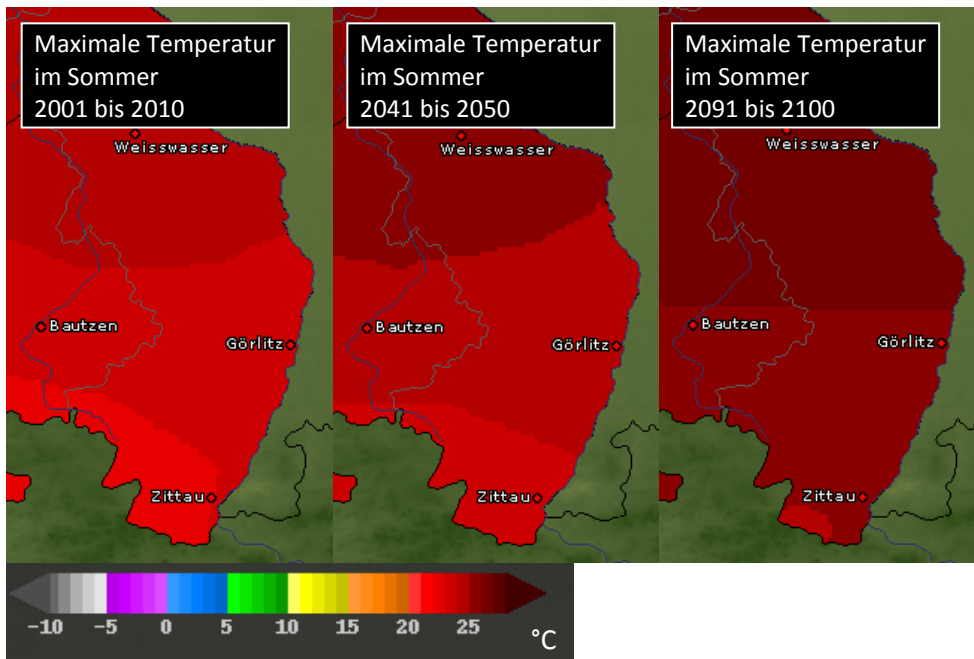 Maximale Temperatur
im Sommer
2001 bis 2010
Weisswasser
Bautzen
Görlitz
Zittau
Maximale Temperatur
im Sommer
2041 bis 2050
Weisswasser
Bautzen
Görlitz
Zittau
Maximale Temperatur
im Sommer
2091 bis 2100
Weisswasser
Bautzen
Görlitz
Zittau
-10 -5 0 5 10 15 20 25 °C